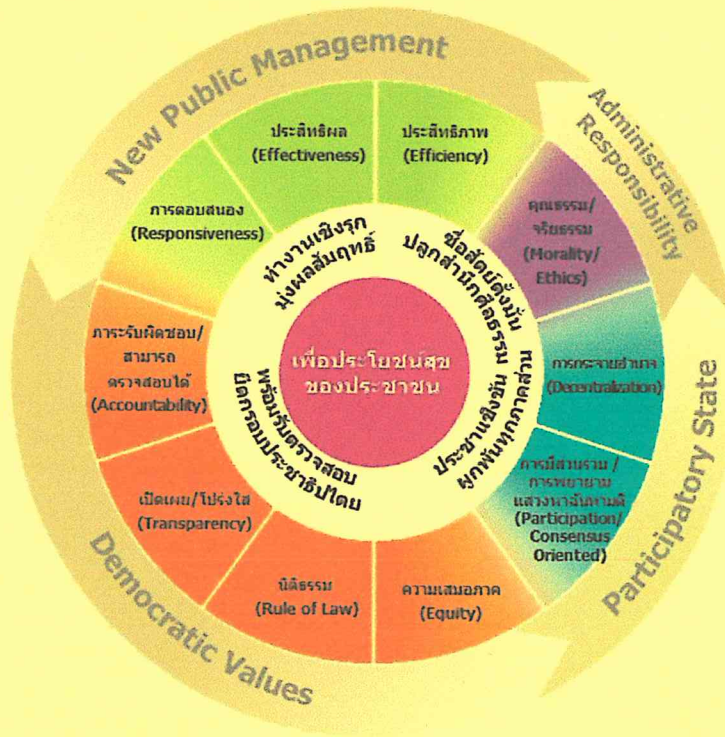 New Public Management
Administrative
Responsibility
Participatory State
Democratic Values
ประสิทธิผล
(Effectiveness)
ประสิทธิภาพ
(Efficiency)
คุณธรรม/
จริยธรรม
(Morality/
Ethics)
การกระจายอำนาจ
(Decentralization)
การมีส่วนร่วม /
การพยายาม
แสวงหาฉันทามติ
(Participation/
Consensus
Oriented)
ความเสมอภาค
(Equity)
นิติธรรม
(Rule of Law)
เปิดเผย/โปร่งใส
(Transparency)
ภาระรับผิดชอบ/
สามารถ
ตรวจสอบได้
(Accountability)
การตอบสนอง
(Responsiveness)
ทำงานเชิงรุก
มุ่งผลสัมฤทธิ์
ซื่อสัตย์ตั้งมั่น
ปลูกสำนึกศีลธรรม
ประชาแข็งขัน
ผูกพันทุกภาคส่วน
พร้อมรับตรวจสอบ
ยึดกรอบประชาธิปไตย
เพื่อประโยชน์สุข
ของประชาชน